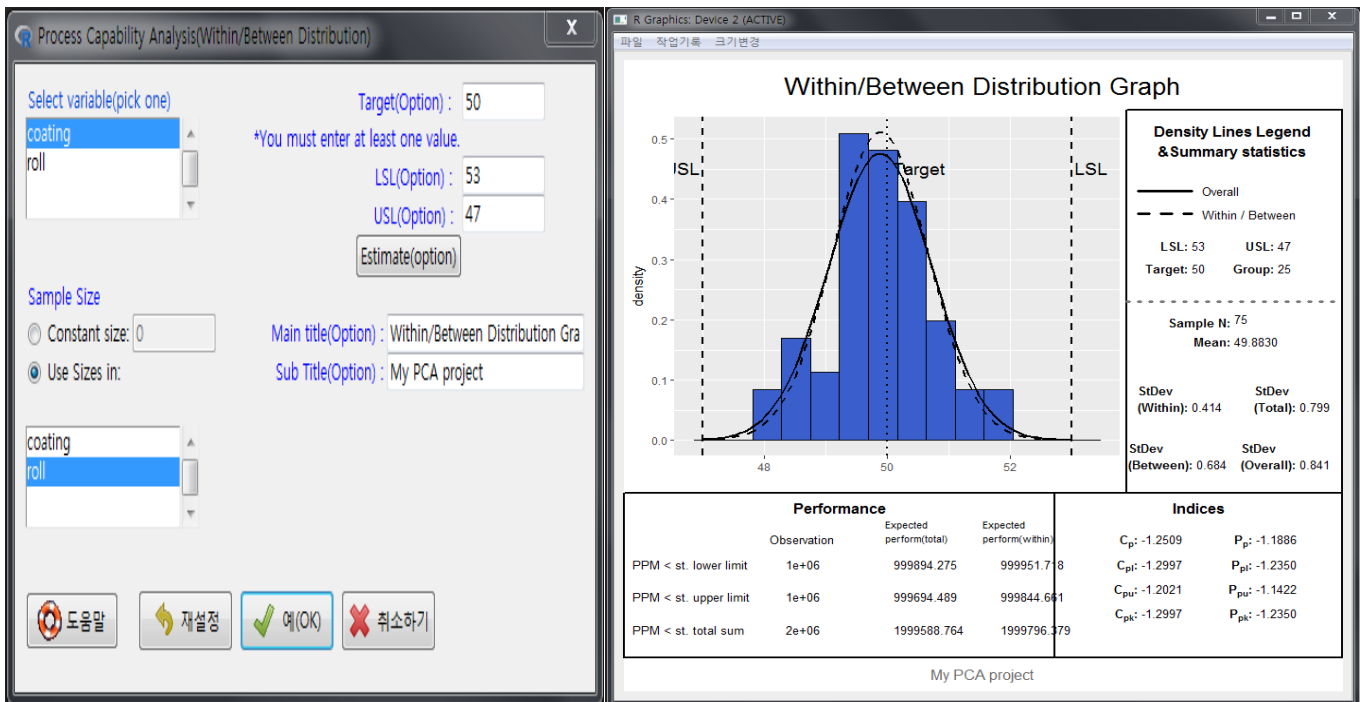 Process Capability Analysis(Within/Between Distribution)
X
Select variable(pick one)
coating
roll
Target(Option) : 50
*You must enter at least one value.
LSL(Option) : 53
USL(Option) : 47
Estimate(option)
Sample Size
Constant size: 0
Use Sizes in:
Main title(Option) : Within/Between Distribution Gra
Sub Title(Option) : My PCA project
coating
roll
도움말
재설정
예(OK)
취소하기
R Graphics: Device 2 (ACTIVE)
파일 작업기록 크기변경
Within/Between Distribution Graph
density
0.5
0.4
0.3
0.2
0.1
0.0
48
50
52
USL
Target
LSL
Density Lines Legend
&Summary statistics
Overall
Within / Between
LSL: 53 USL: 47
Target: 50 Group: 25
Sample N: 75
Mean: 49.8830
StDev StDev
(Within): 0.414 (Total): 0.799
StDev StDev
(Between): 0.684 (Overall): 0.841
Performance
Observation
Expected Expected
perform(total) perform(within)
PPM < st. lower limit 1e+06 999894.275 999951.718
PPM < st. upper limit 1e+06 999694.489 999844.661
PPM < st. total sum 2e+06 1999588.764 1999796.379
Indices
Cp: -1.2509 Pp: -1.1886
Cpl: -1.2997 Ppl: -1.2350
Cpu: -1.2021 Ppu: -1.1422
Cpk: -1.2997 Ppk: -1.2350
My PCA project